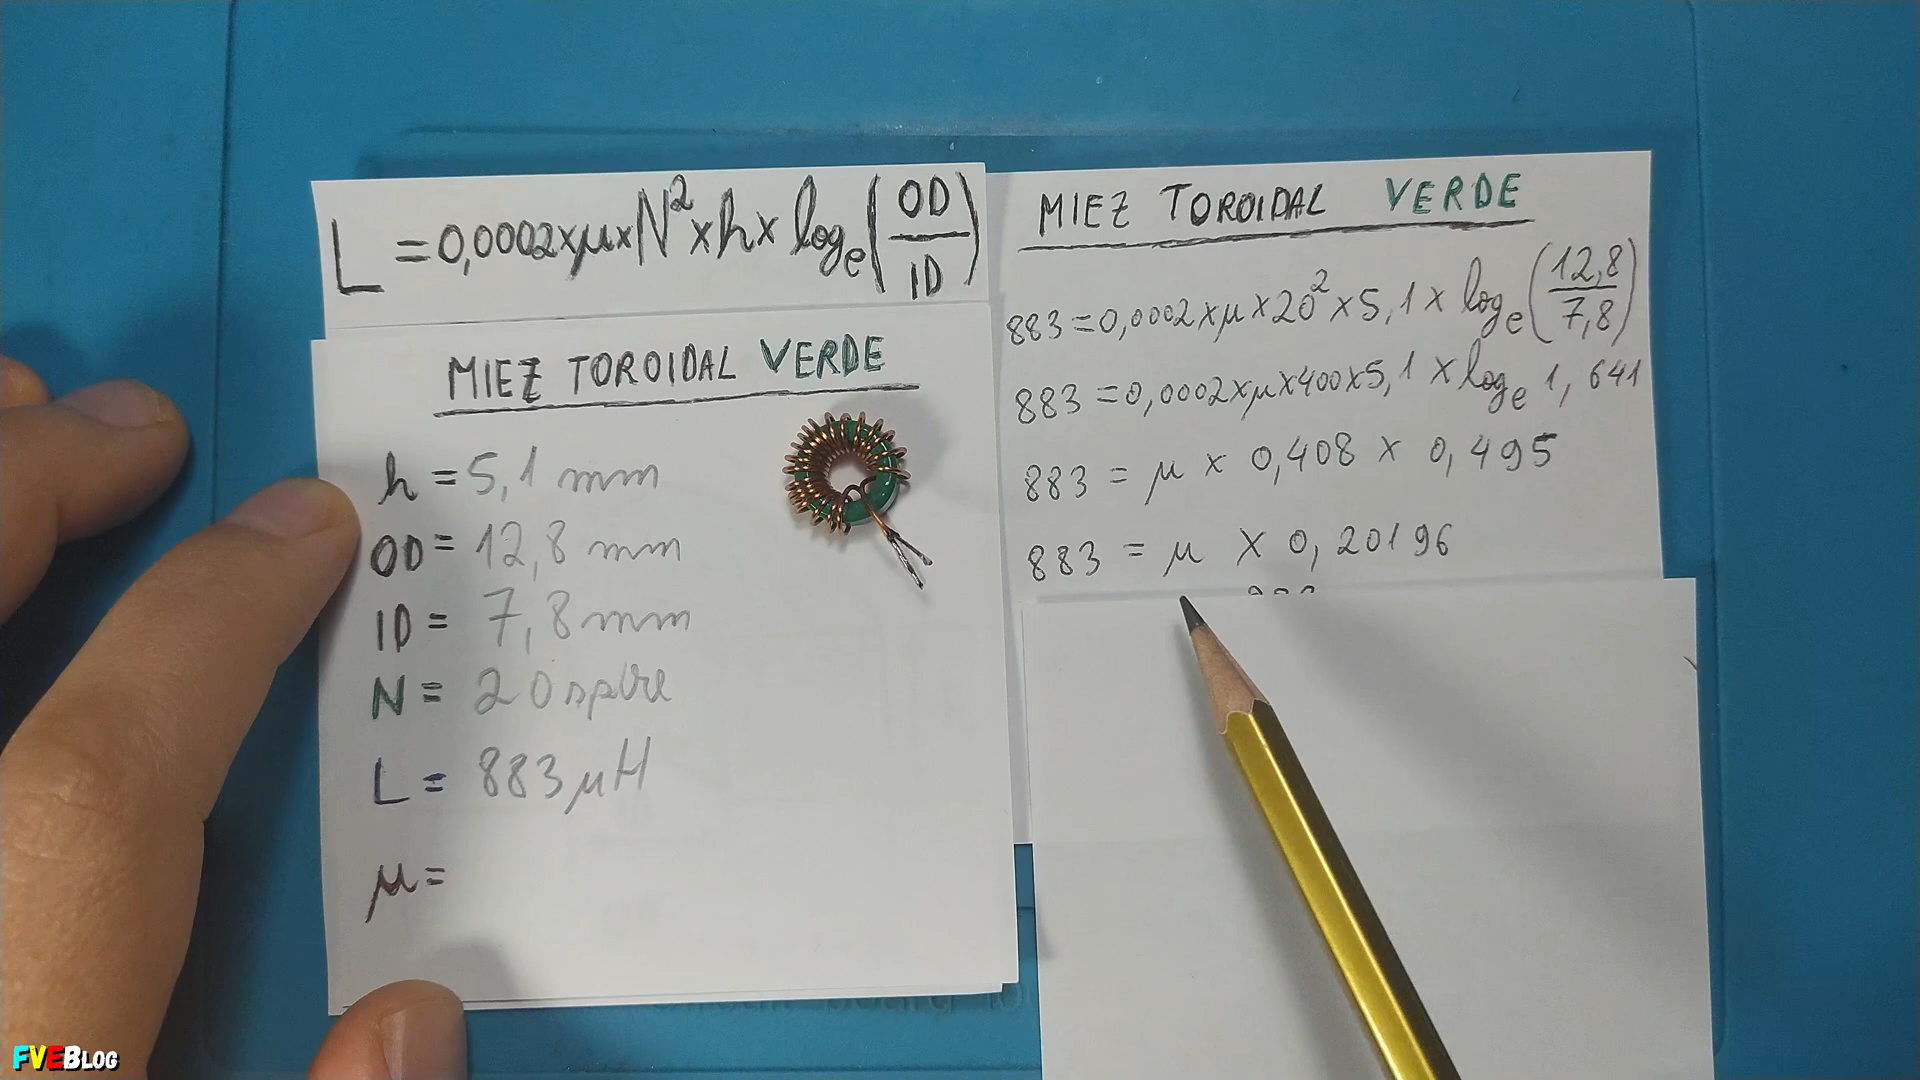 L = 0,0002 x μ x N² x h x logₑ (OD/ID)
MIEZ TOROIDAL VERDE
h = 5,1 mm
OD = 12,8 mm
ID = 7,8 mm
N = 20 spire
L = 883 μH
μ =
MIEZ TOROIDAL VERDE
883 = 0,0002 x μ x 20² x 5,1 x logₑ (12,8/7,8)
883 = 0,0002 x μ x 400 x 5,1 x logₑ 1,641
883 = μ x 0,408 x 0,495
883 = μ x 0,20196
FVEBLOG